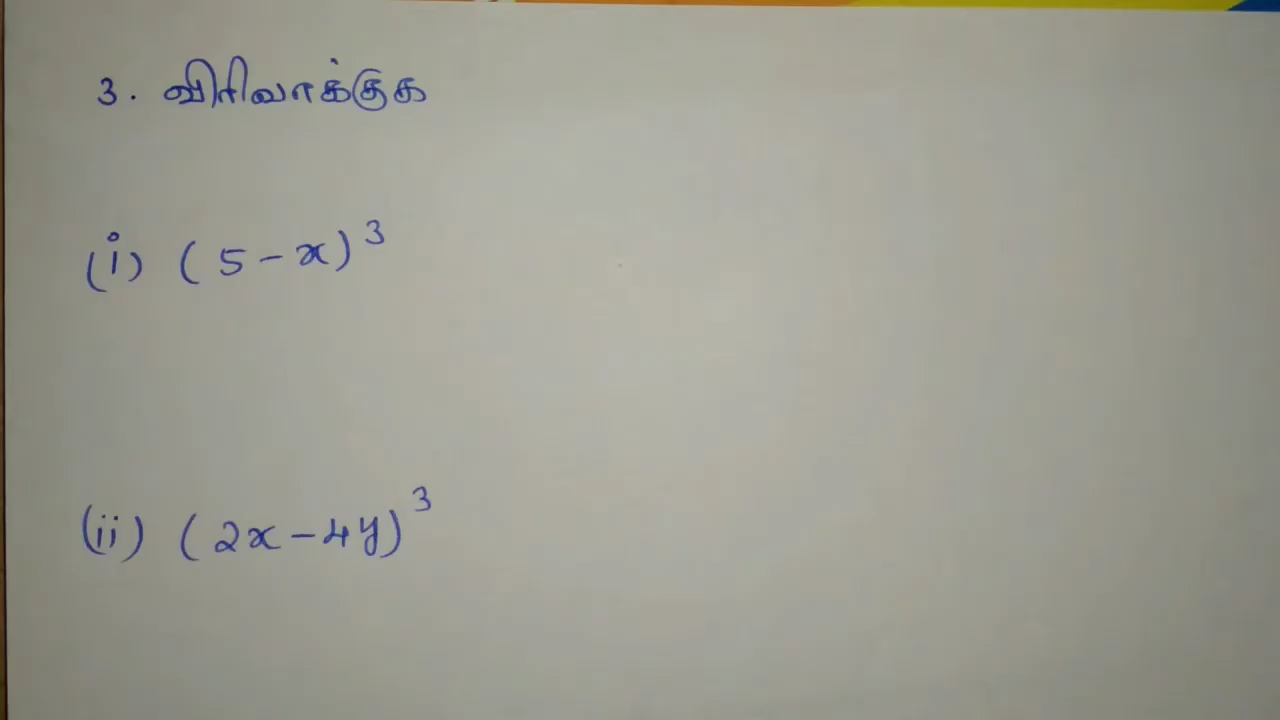 3. விரிவாக்குக
(i) (5-x)³
(ii) (2x-4y)³